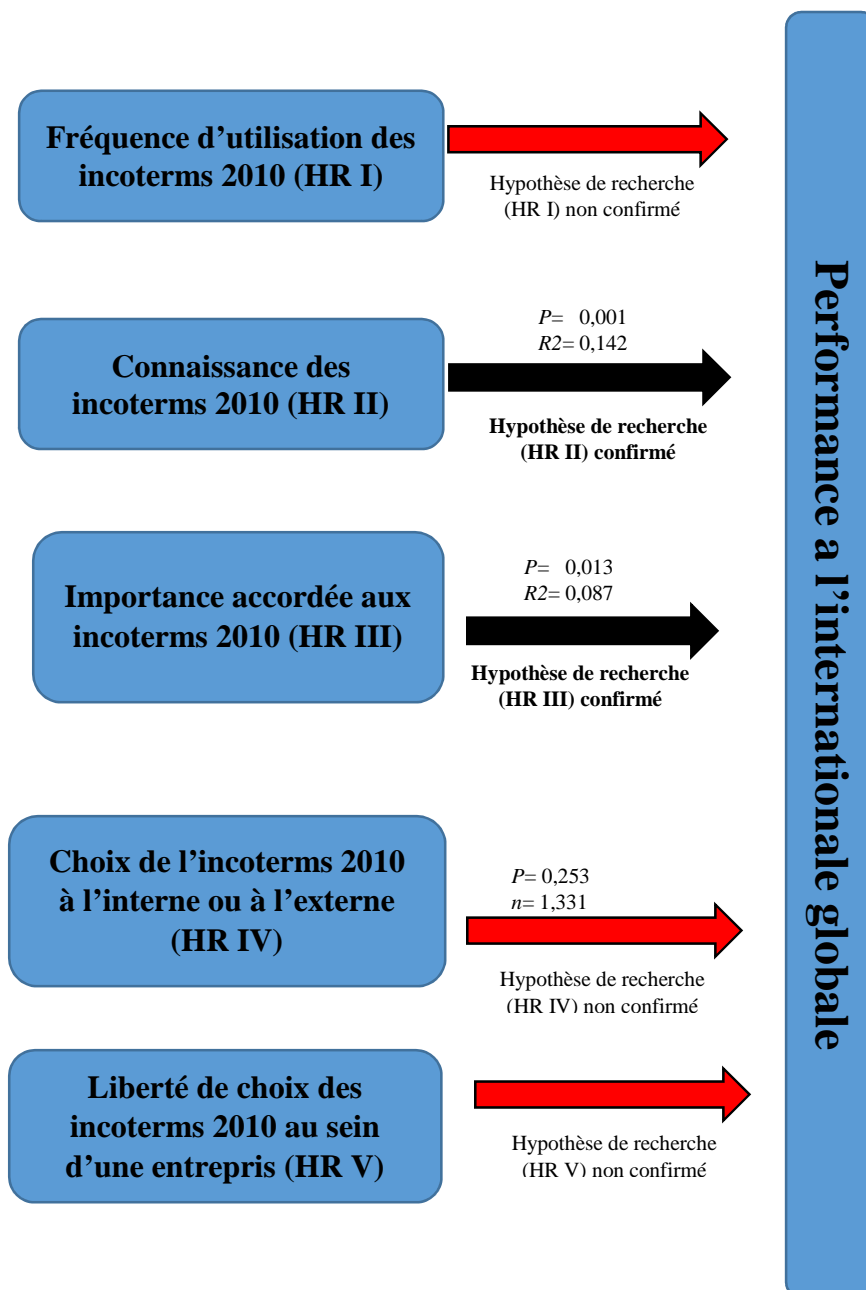 Fréquence d’utilisation des
incoterms 2010 (HR I)
Hypothèse de recherche
(HR I) non confirmé
Connaissance des
incoterms 2010 (HR II)
P= 0,001
R2= 0,142
Hypothèse de recherche
(HR II) confirmé
Importance accordée aux
incoterms 2010 (HR III)
P= 0,013
R2= 0,087
Hypothèse de recherche
(HR III) confirmé
Choix de l’incoterms 2010
à l’interne ou à l’externe
(HR IV)
P= 0,253
n= 1,331
Hypothèse de recherche
(HR IV) non confirmé
Liberté de choix des
incoterms 2010 au sein
d’une entrepris (HR V)
Hypothèse de recherche
(HR V) non confirmé
Performance a l’internationale globale